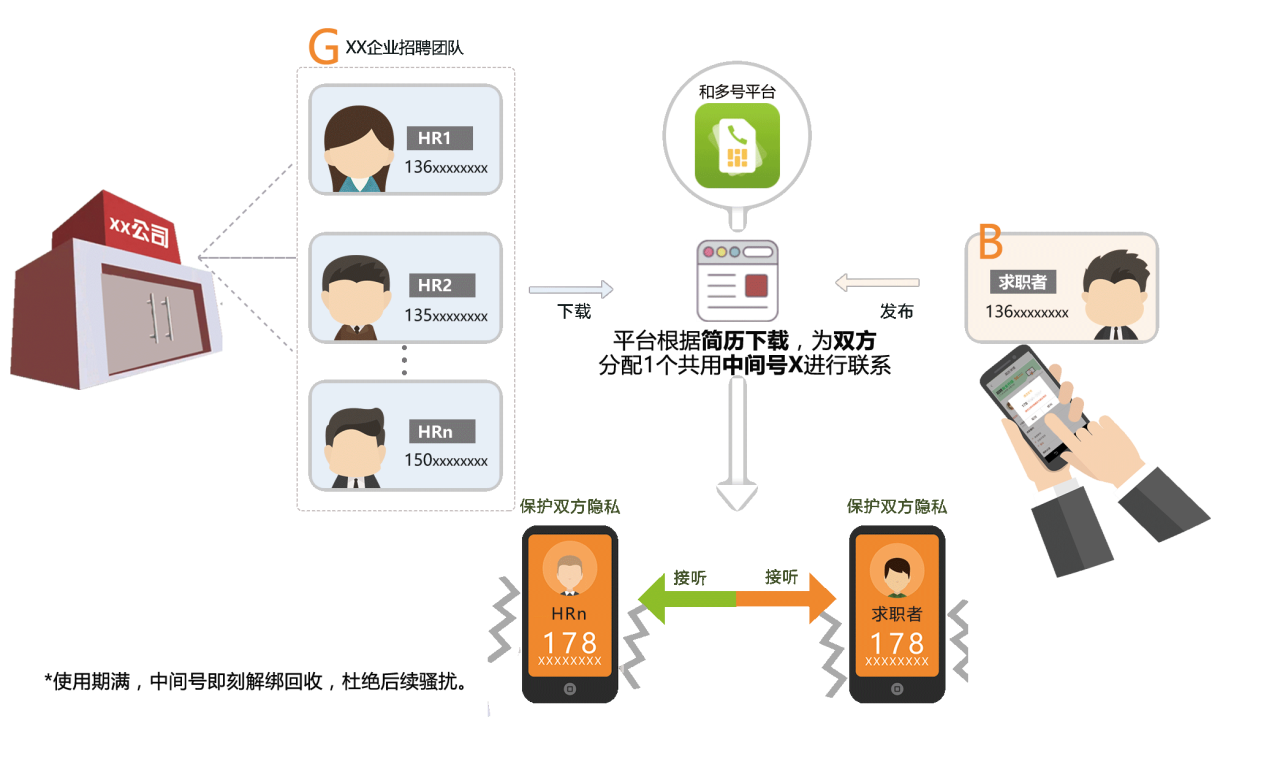 G XX企业招聘团队
HR1
136xxxxxxxx
HR2
135xxxxxxxx
HRn
150xxxxxxxx
xx公司
和多号平台
下载
发布
B
求职者
136xxxxxxxx
平台根据简历下载，为双方
分配1个共用中间号X进行联系
保护双方隐私
保护双方隐私
接听
接听
HRn
178
XXXXXXXX
求职者
178
XXXXXXXX
*使用期满，中间号即刻解绑回收，杜绝后续骚扰。